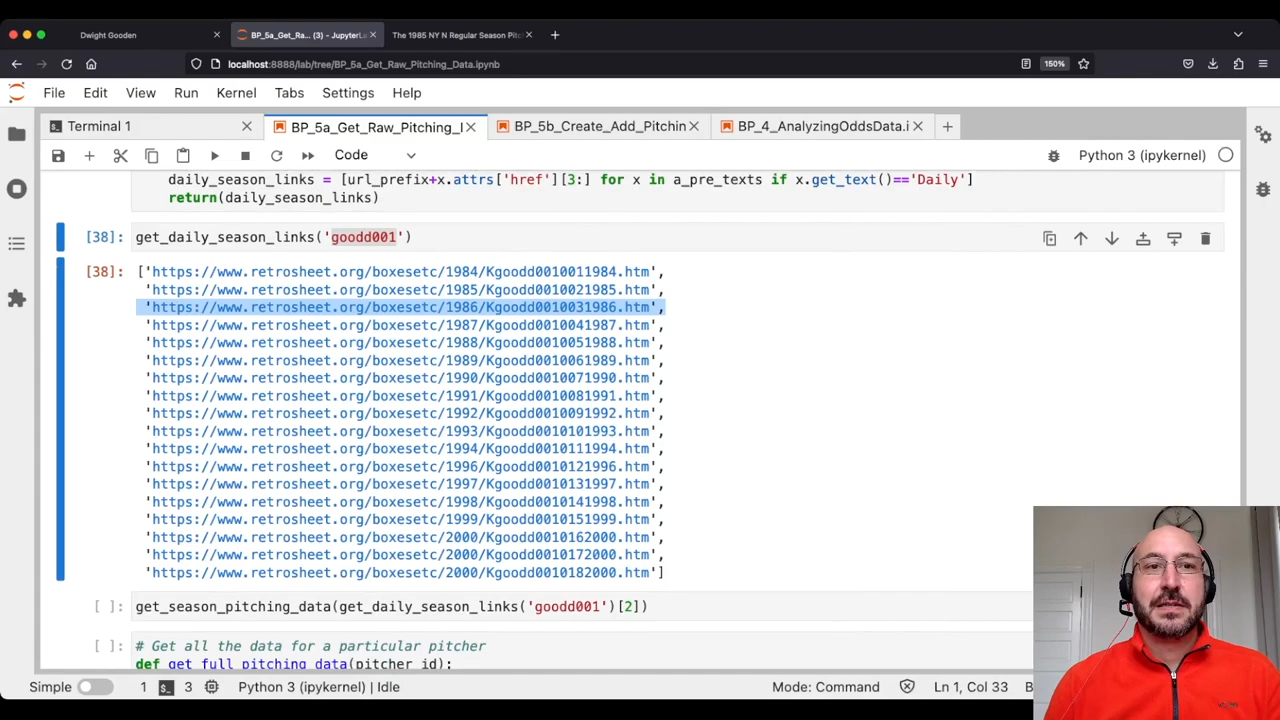 Dwight Gooden
BP_5a_Get_Ra... (3) - JupyterLa
The 1985 NY N Regular Season Pitc
localhost:8888/lab/tree/BP_5a_Get_Raw_Pitching_Data.ipynb
150%
File Edit View Run Kernel Tabs Settings Help
Terminal 1
BP_5a_Get_Raw_Pitching_I
BP_5b_Create_Add_Pitchin
BP_4_AnalyzingOddsData.i
Code
Python 3 (ipykernel)
daily_season_links = [url_prefix+x.attrs['href'][3:] for x in a_pre_texts if x.get_text()=='Daily']
return(daily_season_links)
[38]: get_daily_season_links('goodd001')
[38]: ['https://www.retrosheet.org/boxesetc/1984/Kgoodd0010011984.htm',
'https://www.retrosheet.org/boxesetc/1985/Kgoodd0010021985.htm',
'https://www.retrosheet.org/boxesetc/1986/Kgoodd0010031986.htm',
'https://www.retrosheet.org/boxesetc/1987/Kgoodd0010041987.htm',
'https://www.retrosheet.org/boxesetc/1988/Kgoodd0010051988.htm',
'https://www.retrosheet.org/boxesetc/1989/Kgoodd0010061989.htm',
'https://www.retrosheet.org/boxesetc/1990/Kgoodd0010071990.htm',
'https://www.retrosheet.org/boxesetc/1991/Kgoodd0010081991.htm',
'https://www.retrosheet.org/boxesetc/1992/Kgoodd0010091992.htm',
'https://www.retrosheet.org/boxesetc/1993/Kgoodd0010101993.htm',
'https://www.retrosheet.org/boxesetc/1994/Kgoodd0010111994.htm',
'https://www.retrosheet.org/boxesetc/1996/Kgoodd0010121996.htm',
'https://www.retrosheet.org/boxesetc/1997/Kgoodd0010131997.htm',
'https://www.retrosheet.org/boxesetc/1998/Kgoodd0010141998.htm',
'https://www.retrosheet.org/boxesetc/1999/Kgoodd0010151999.htm',
'https://www.retrosheet.org/boxesetc/2000/Kgoodd0010162000.htm',
'https://www.retrosheet.org/boxesetc/2000/Kgoodd0010172000.htm',
'https://www.retrosheet.org/boxesetc/2000/Kgoodd0010182000.htm']
[ ]: get_season_pitching_data(get_daily_season_links('goodd001')[2])
[ ]: # Get all the data for a particular pitcher
def get_full_pitching_data(pitcher_id):
Simple 1 3 Python 3 (ipykernel) | Idle Mode: Command Ln 1, Col 33 B